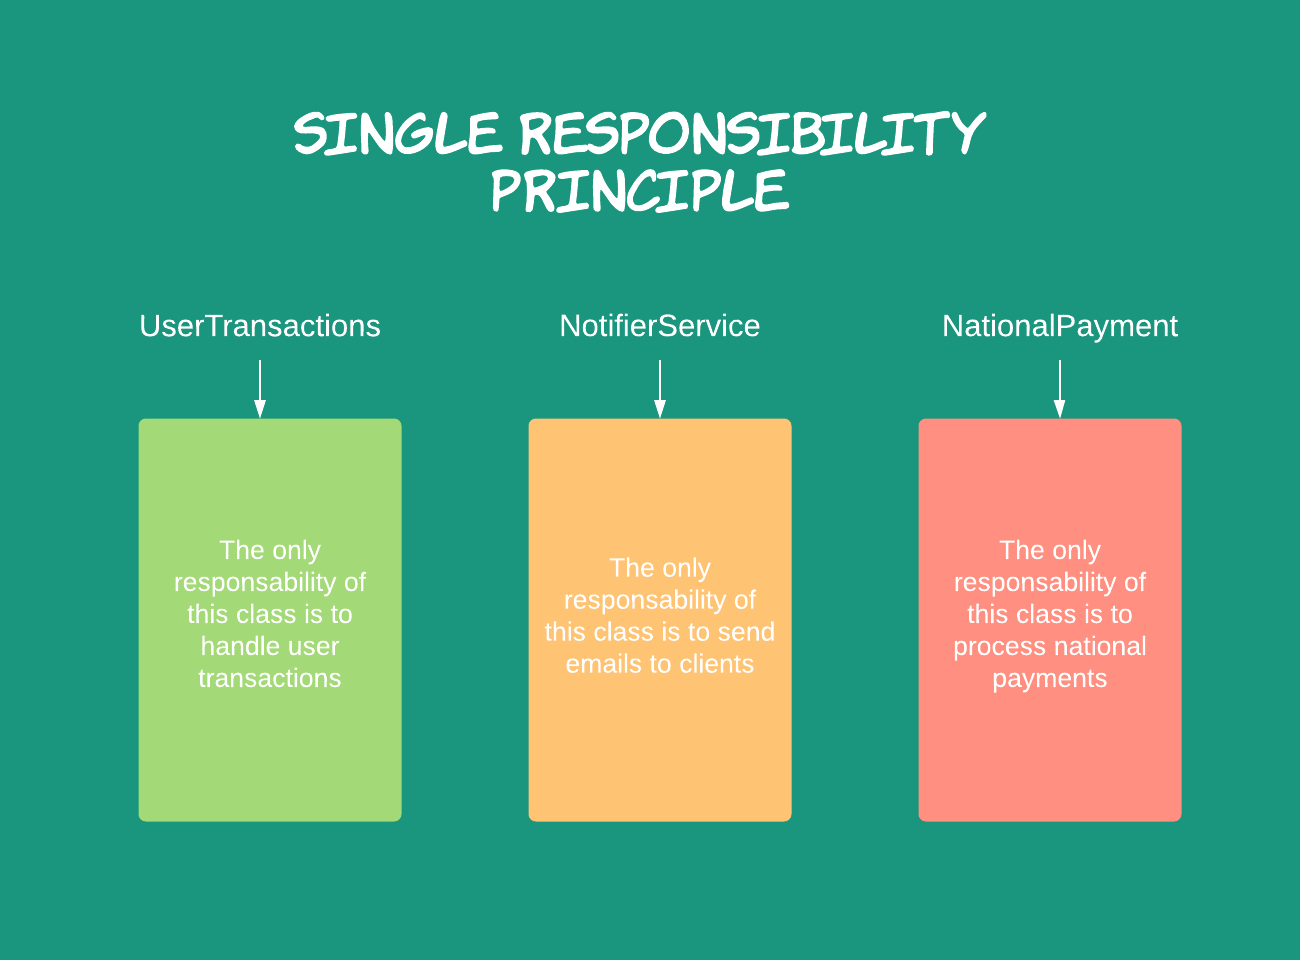 SINGLE RESPONSIBILITY
PRINCIPLE
UserTransactions
The only
responsability of
this class is to
handle user
transactions
NotifierService
The only
responsability of
this class is to send
emails to clients
NationalPayment
The only
responsability of
this class is to
process national
payments